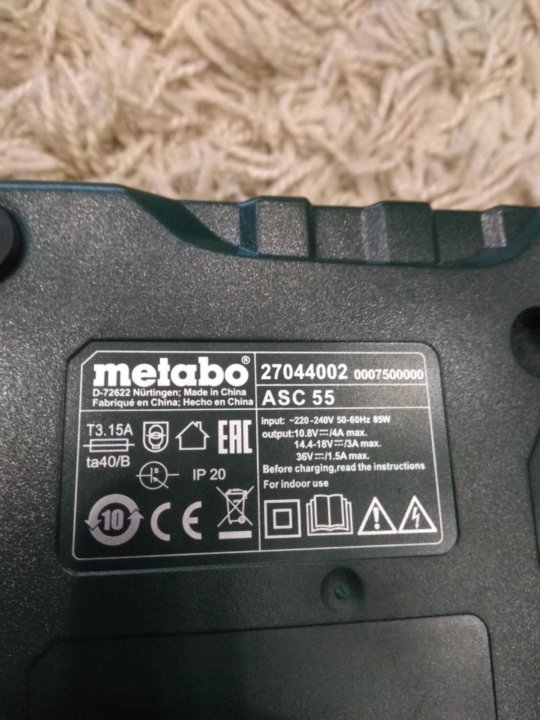 metabo®
D-72622 Nürtingen; Made in China
Fabriqué en China; Hecho en China
27044002 0007500000
ASC 55
T3.15A
ta40/B
EAC
IP 20
10
CE
input: ~220-240V 50-60Hz 85W
output:10.8V⎓/4A max.
14.4-18V⎓/3A max.
36V⎓/1.5A max.
Before charging,read the instructions
For indoor use